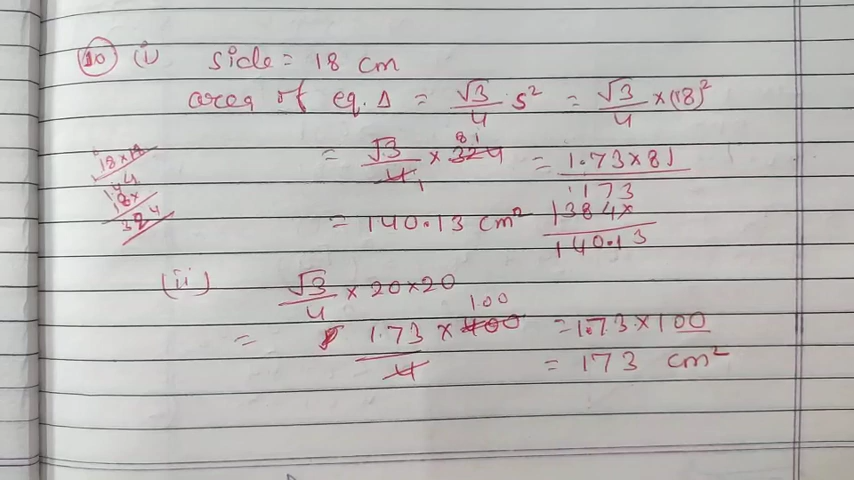 10 (i) side = 18 cm
area of eq. Δ = √3/4 s² = √3/4 × (18)²
= √3/4 × 324 81 = 1.73 × 81
18 × 18
144
18×
324
1
173
1384×
140.13
= 140.13 cm²
(ii) √3/4 × 20 × 20
= 1.73 × 400/4 100 = 1.73 × 100
= 173 cm²